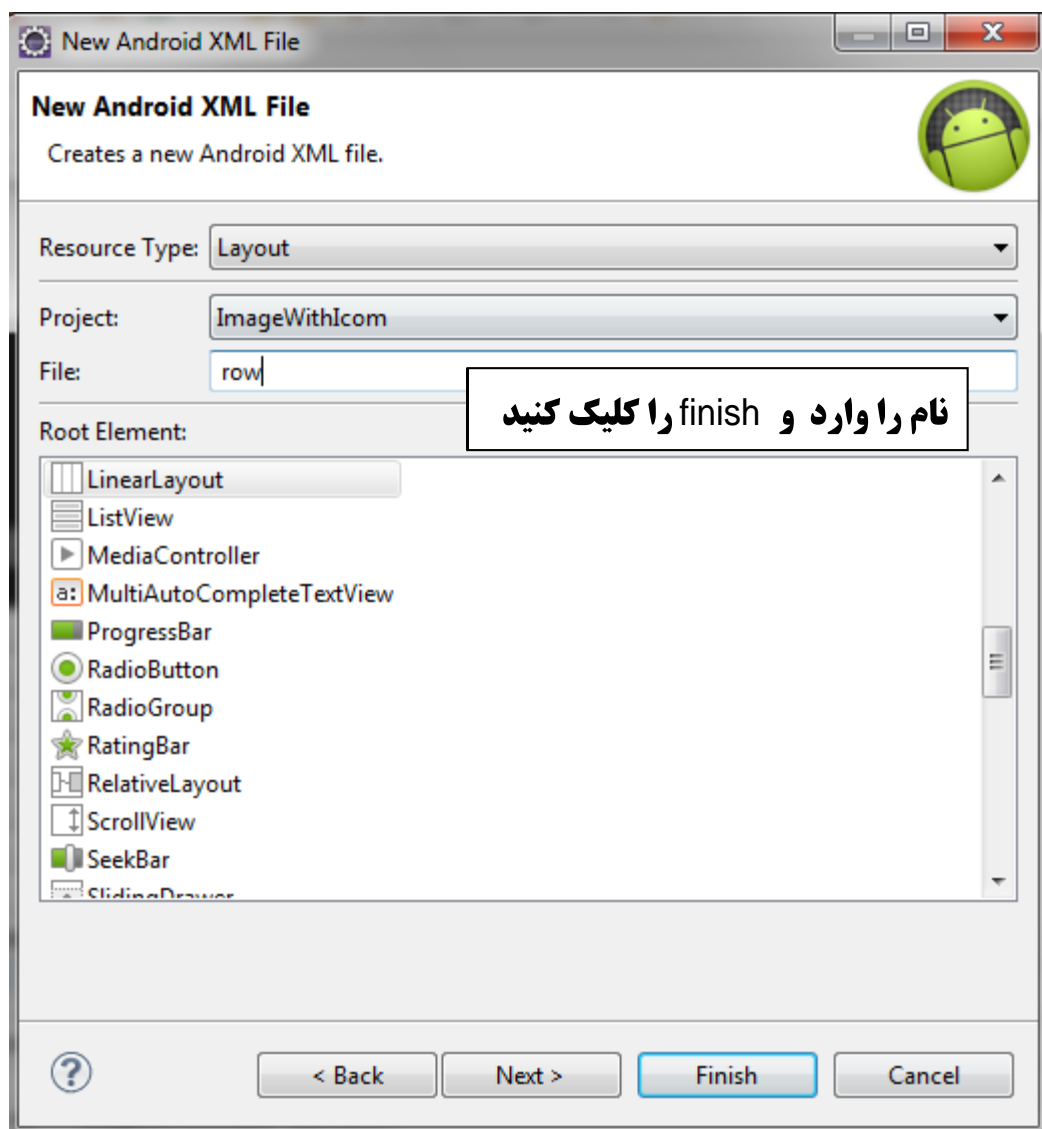 New Android XML File
New Android XML File
Creates a new Android XML file.
Resource Type: Layout
Project: ImageWithIcom
File: row
نام را وارد و finish را کلیک کنید
Root Element:
LinearLayout
ListView
MediaController
a: MultiAutoCompleteTextView
ProgressBar
RadioButton
RadioGroup
RatingBar
RelativeLayout
ScrollView
SeekBar
SlidingDrawer
? < Back Next > Finish Cancel